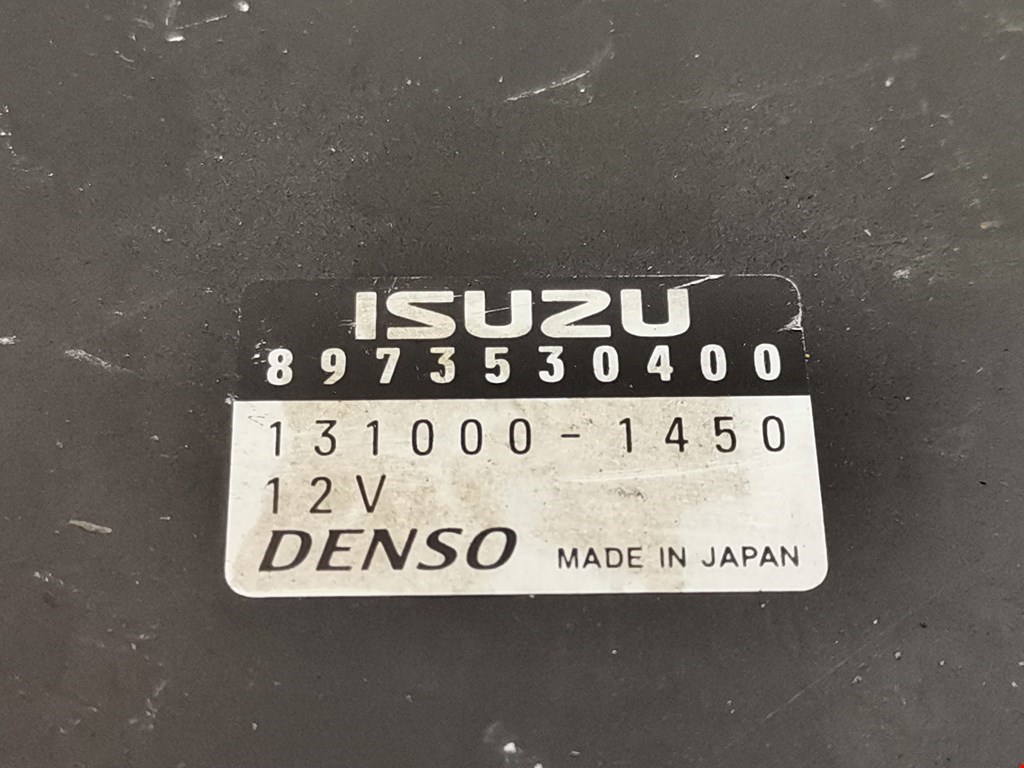 ISUZU
8973530400
131000-1450
12V
DENSO MADE IN JAPAN